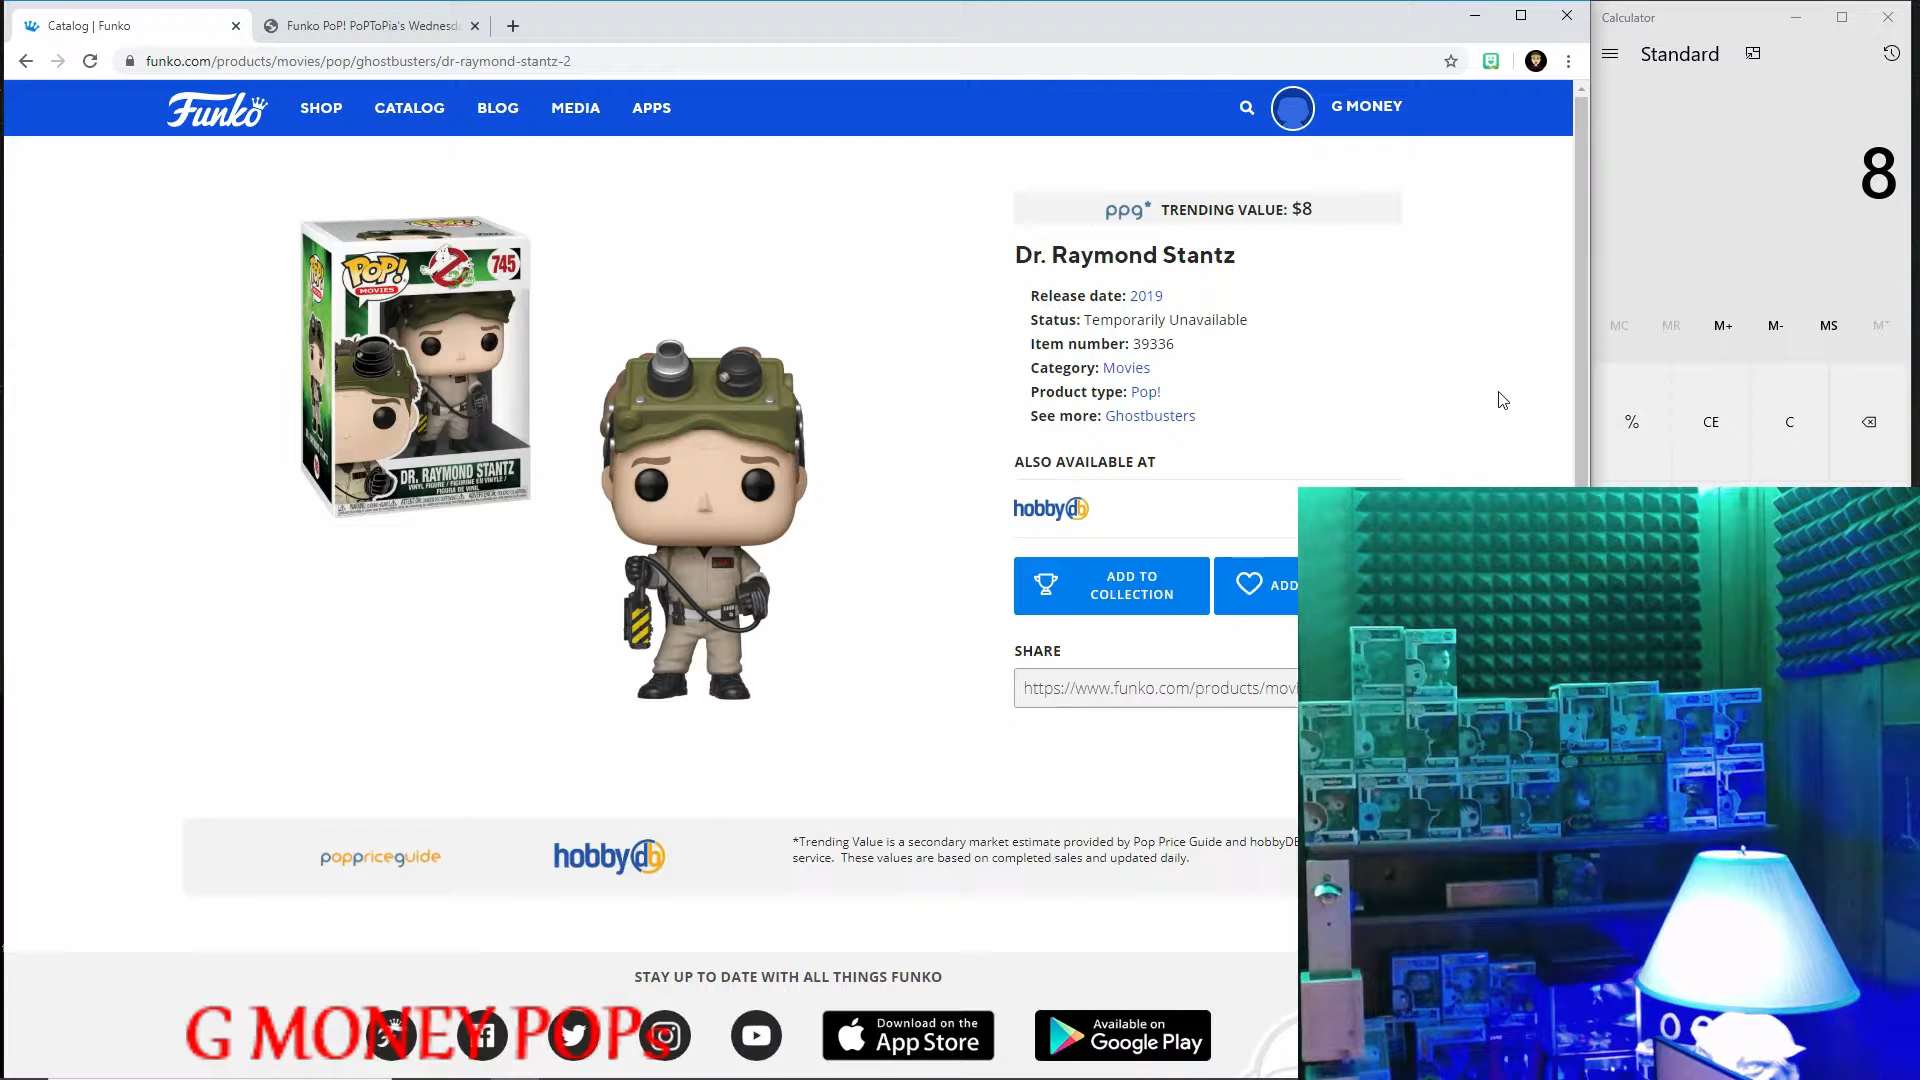 Catalog | Funko
Funko PoP! PoPToPia's Wednesd
funko.com/products/movies/pop/ghostbusters/dr-raymond-stantz-2
Funko
SHOP
CATALOG
BLOG
MEDIA
APPS
G MONEY
ppg* TRENDING VALUE: $8
Dr. Raymond Stantz
Release date: 2019
Status: Temporarily Unavailable
Item number: 39336
Category: Movies
Product type: Pop!
See more: Ghostbusters
ALSO AVAILABLE AT
hobbydb
ADD TO
COLLECTION
ADD
SHARE
https://www.funko.com/products/movi
POP!
MOVIES
745
DR. RAYMOND STANTZ
poppriceguide
hobbydb
*Trending Value is a secondary market estimate provided by Pop Price Guide and hobbyDB
service. These values are based on completed sales and updated daily.
STAY UP TO DATE WITH ALL THINGS FUNKO
G MONEY POPs
Download on the
App Store
Available on
Google Play
Calculator
Standard
8
MC
MR
M+
M-
MS
%
CE
C